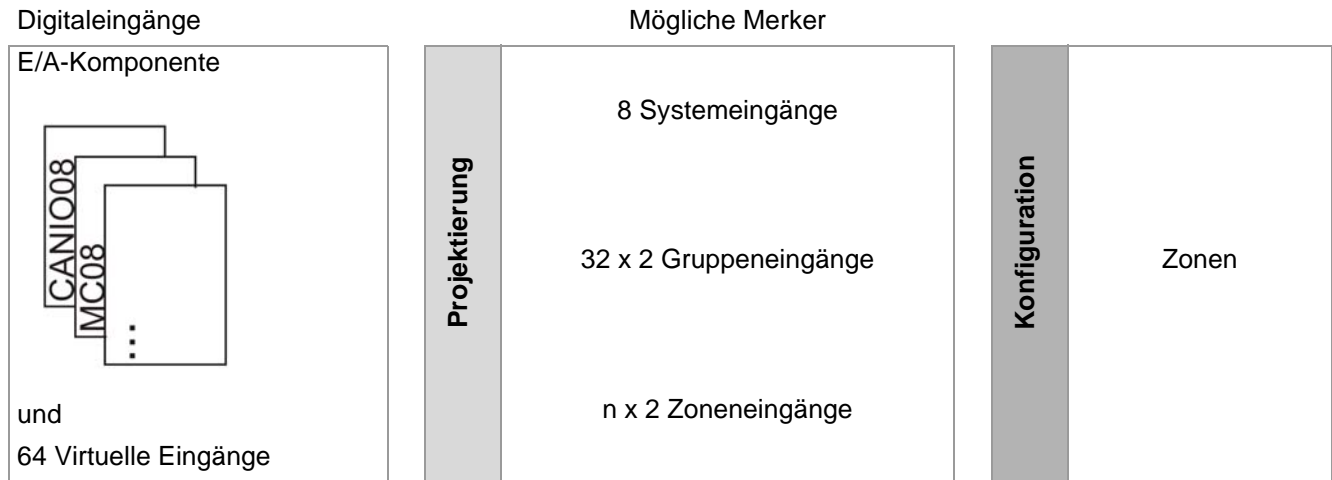 Digitaleingänge
Mögliche Merker
E/A-Komponente
CANIO08
MC08
...
und
64 Virtuelle Eingänge
Projektierung
8 Systemeingänge
32 x 2 Gruppeneingänge
n x 2 Zoneneingänge
Konfiguration
Zonen